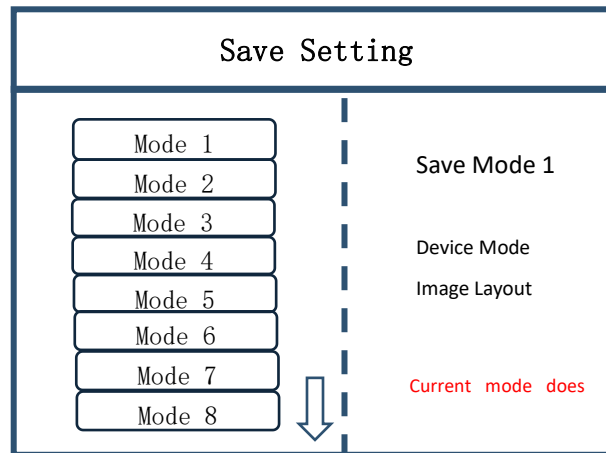 Save Setting
Mode 1
Mode 2
Mode 3
Mode 4
Mode 5
Mode 6
Mode 7
Mode 8
Save Mode 1
Device Mode
Image Layout
Current mode does